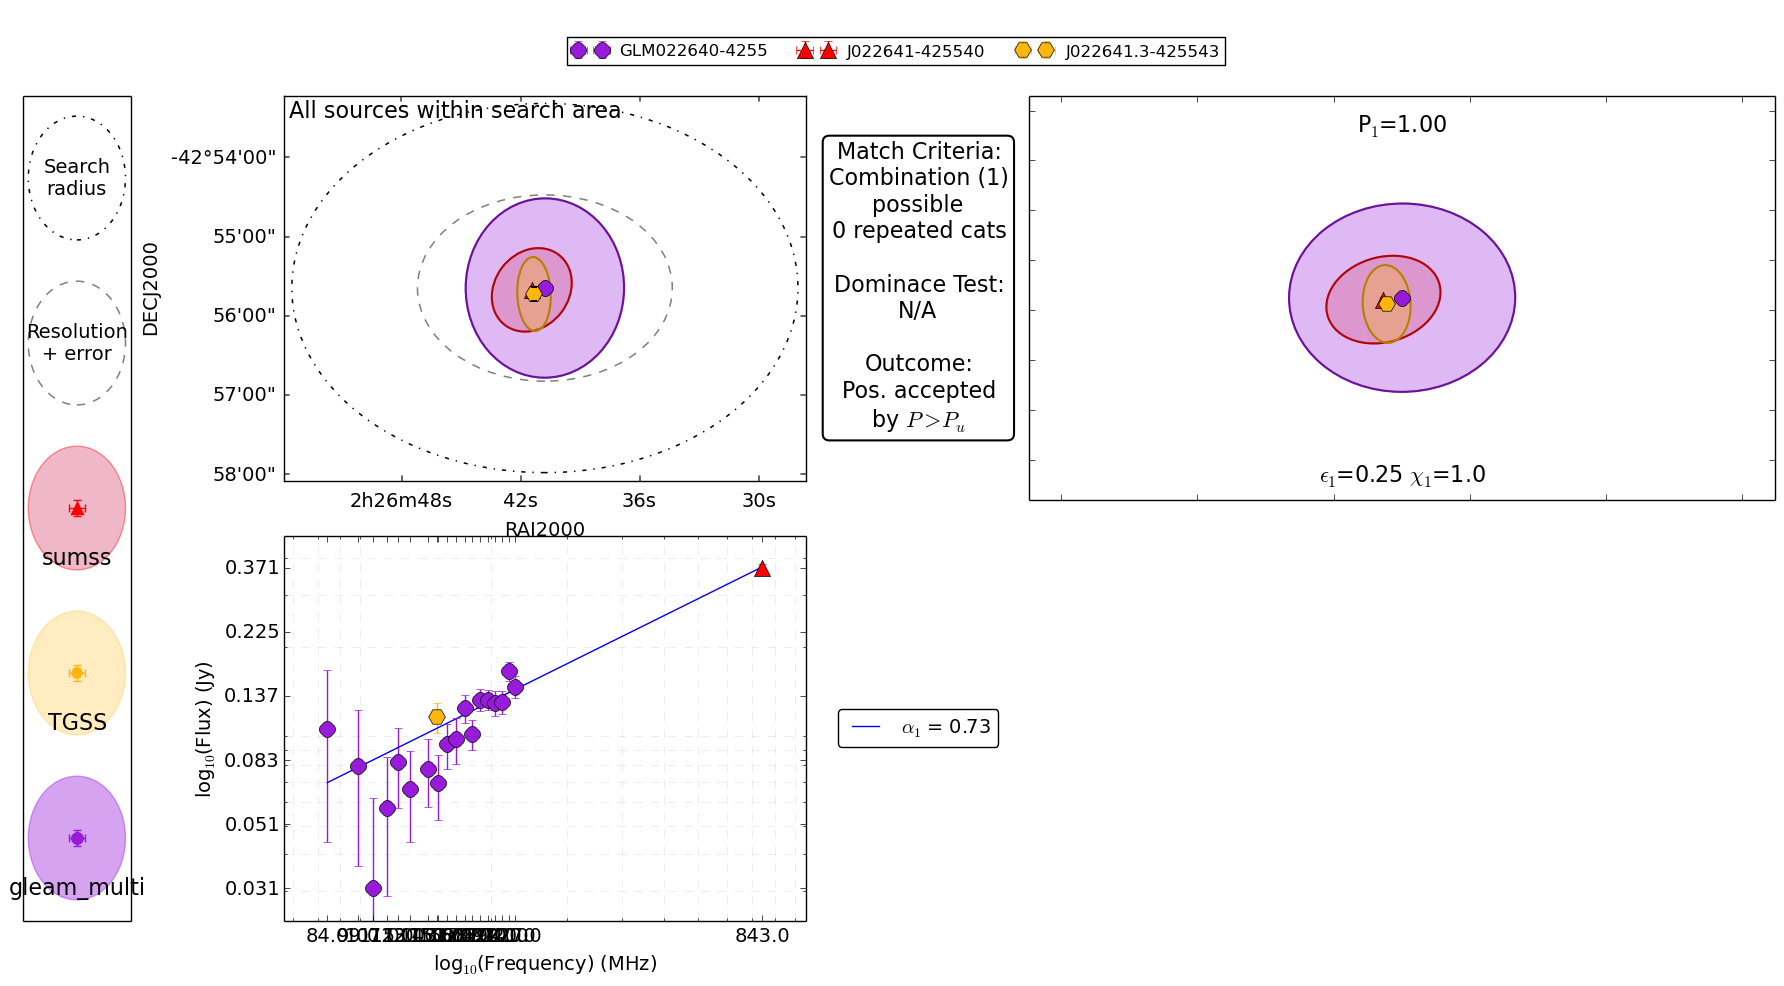 GLM022640-4255 J022641-425540 J022641.3-425543
Search
radius
Resolution
+ error
sumss
TGSS
gleam_multi
All sources within search area
DECJ2000
-42°54'00"
55'00"
56'00"
57'00"
58'00"
2h26m48s 42s 36s 30s
RAJ2000
Match Criteria:
Combination (1)
possible
0 repeated cats
Dominace Test:
N/A
Outcome:
Pos. accepted
by P>Pu
P1=1.00
ϵ1=0.25 χ1=1.0
log10(Flux) (Jy)
0.371
0.225
0.137
0.083
0.051
0.031
843.0
log10(Frequency) (MHz)
α1 = 0.73